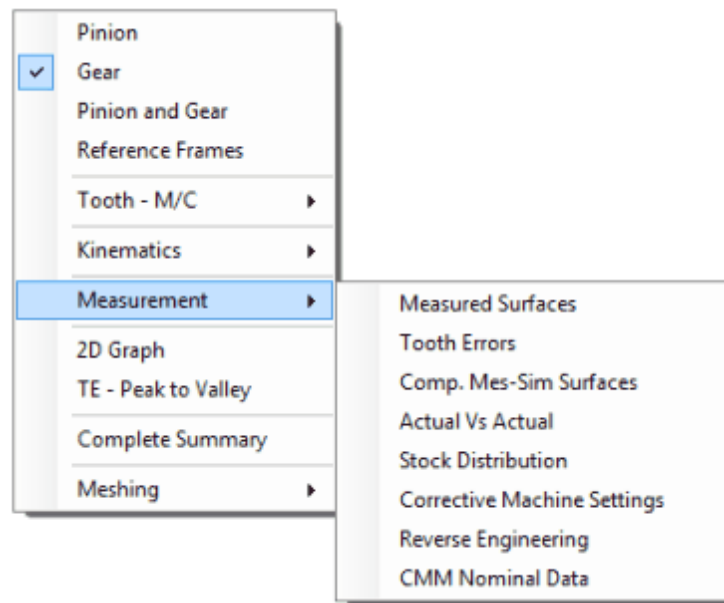 Pinion
Gear
Pinion and Gear
Reference Frames
Tooth - M/C
Kinematics
Measurement
2D Graph
TE - Peak to Valley
Complete Summary
Meshing
Measured Surfaces
Tooth Errors
Comp. Mes-Sim Surfaces
Actual Vs Actual
Stock Distribution
Corrective Machine Settings
Reverse Engineering
CMM Nominal Data